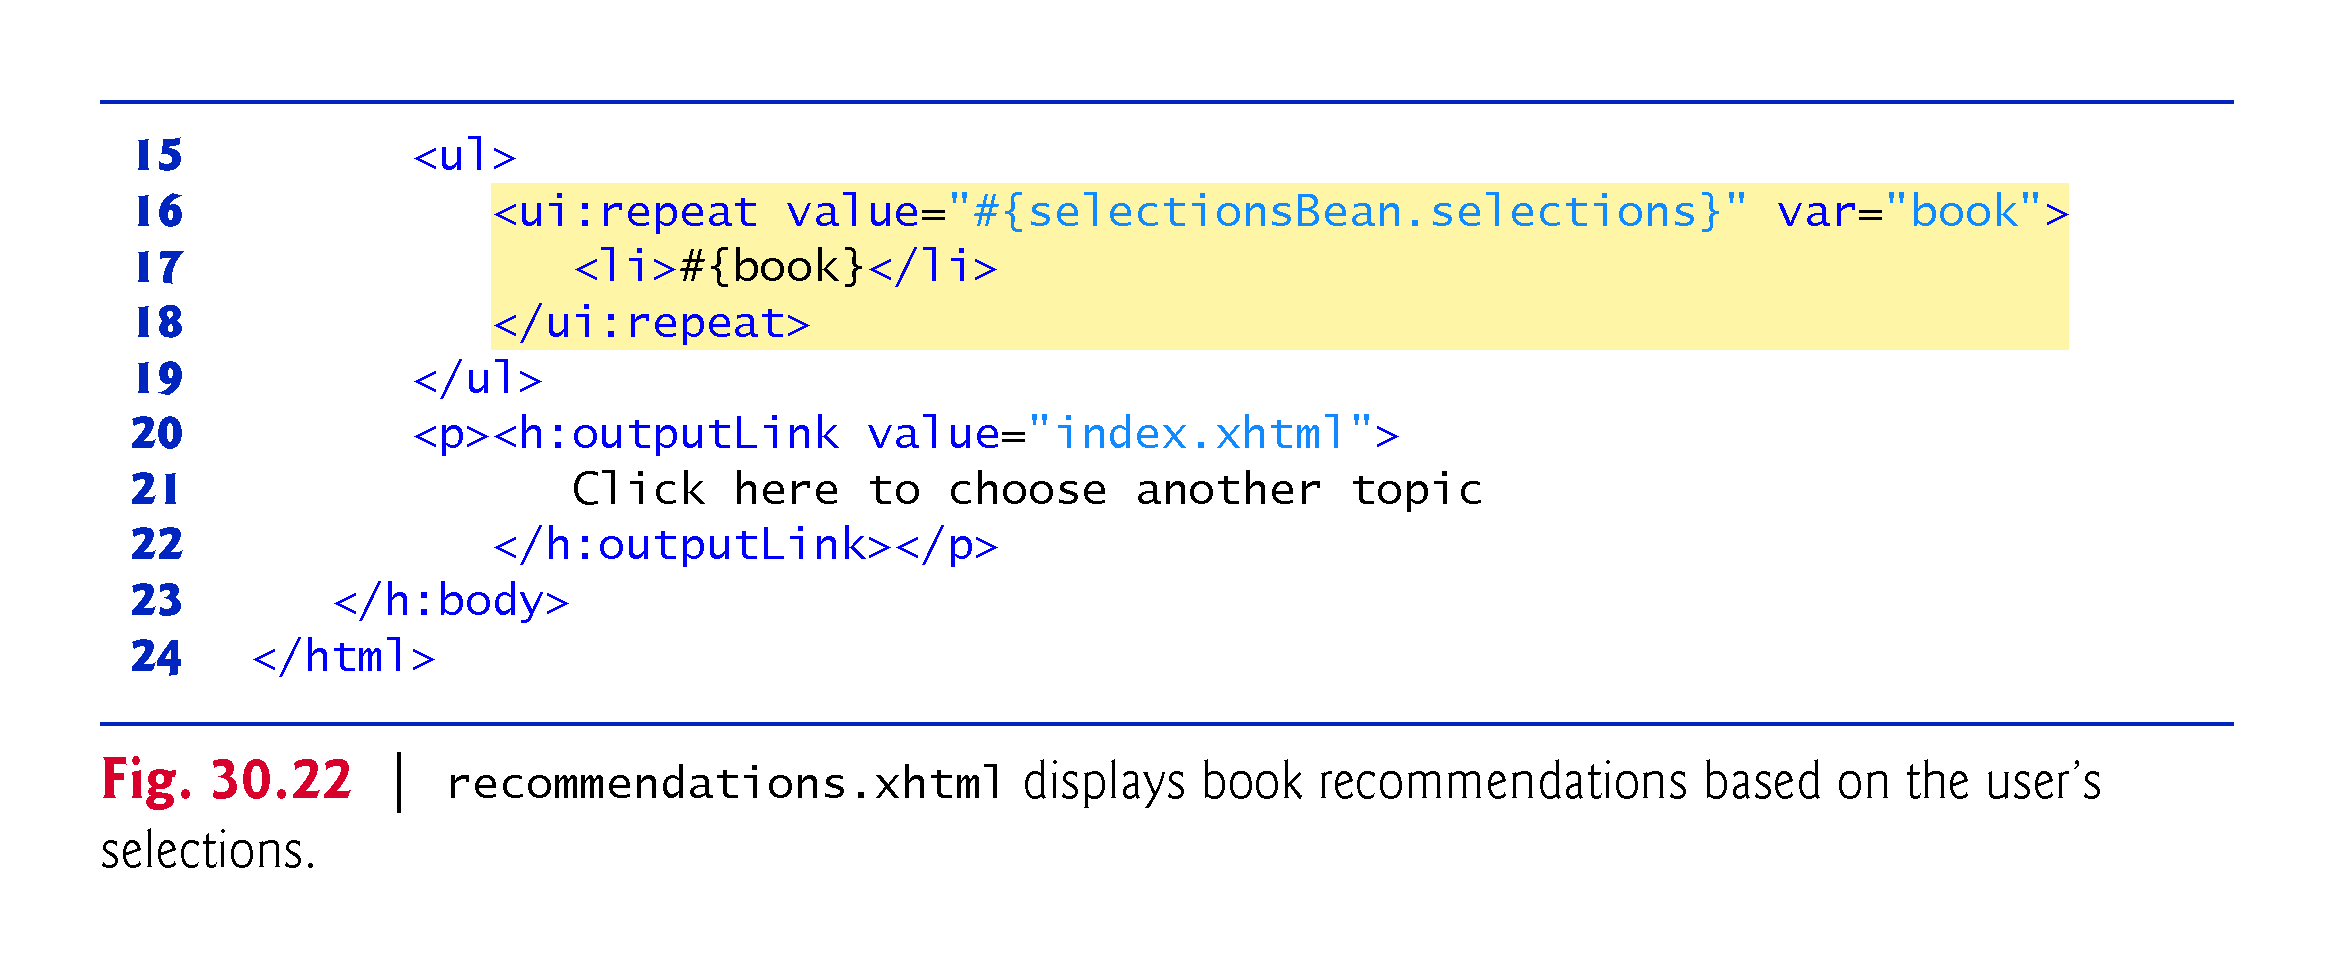 15 <ul>
16 <ui:repeat value="#{selectionsBean.selections}" var="book">
17 <li>#{book}</li>
18 </ui:repeat>
19 </ul>
20 <p><h:outputLink value="index.xhtml">
21 Click here to choose another topic
22 </h:outputLink></p>
23 </h:body>
24 </html>
Fig. 30.22 | recommendations.xhtml displays book recommendations based on the user’s
selections.